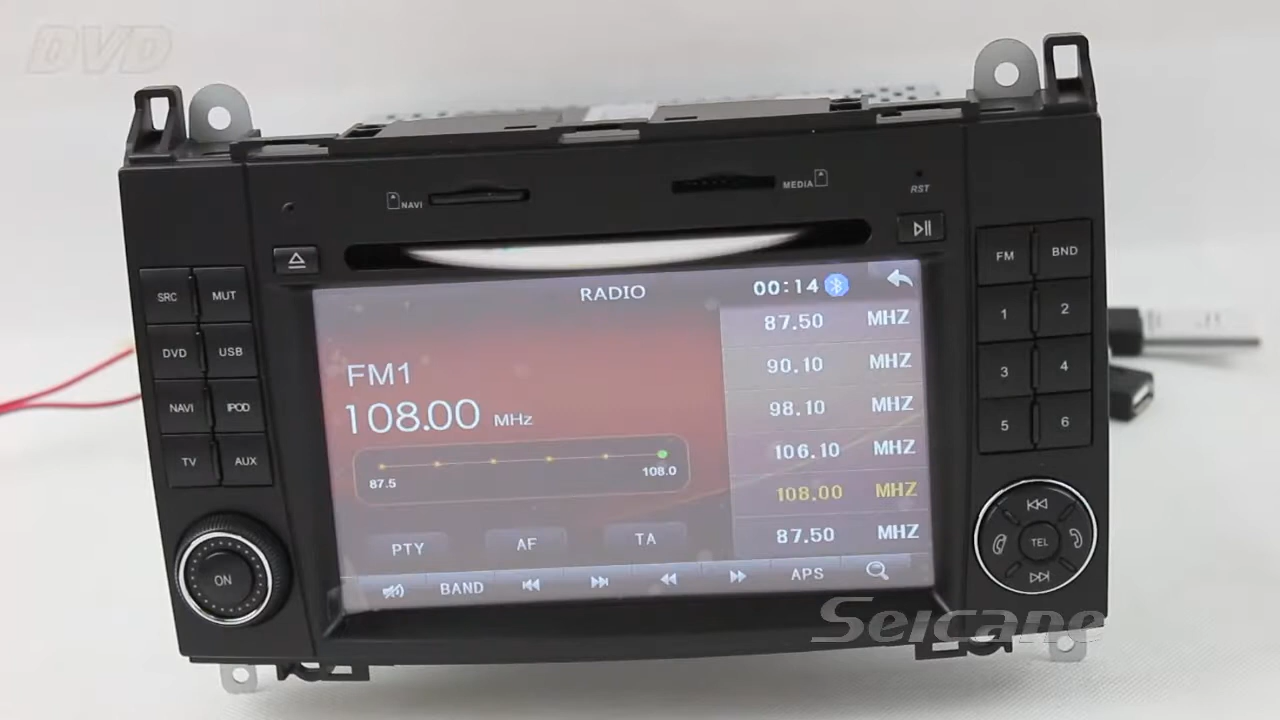 DVD
NAVI
MEDIA
RST
SRC MUT
DVD USB
NAVI IPOD
TV AUX
ON
RADIO
00:14
FM1
108.00 MHz
87.5 108.0
PTY AF TA
BAND APS
87.50 MHZ
90.10 MHZ
98.10 MHZ
106.10 MHZ
108.00 MHZ
87.50 MHZ
FM BND
1 2
3 4
5 6
TEL
Seicane